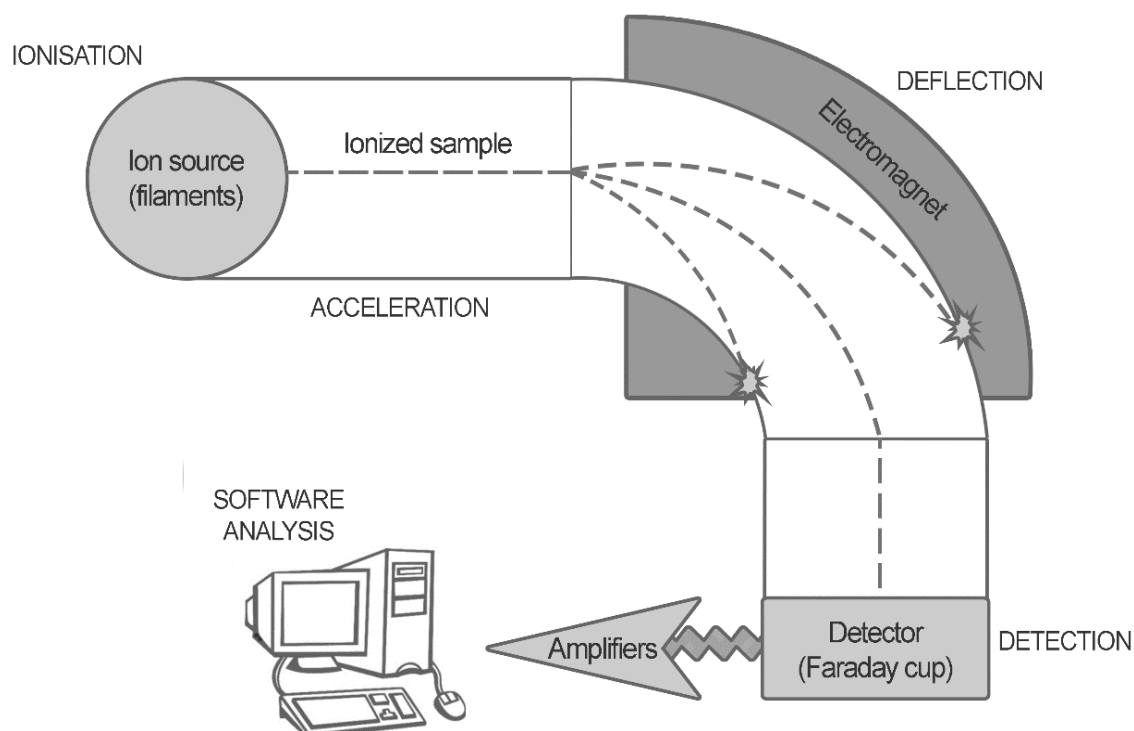 IONISATION
DEFLECTION
Electromagnet
Ionized sample
Ion source
(filaments)
ACCELERATION
SOFTWARE
ANALYSIS
Amplifiers
Detector
(Faraday cup)
DETECTION